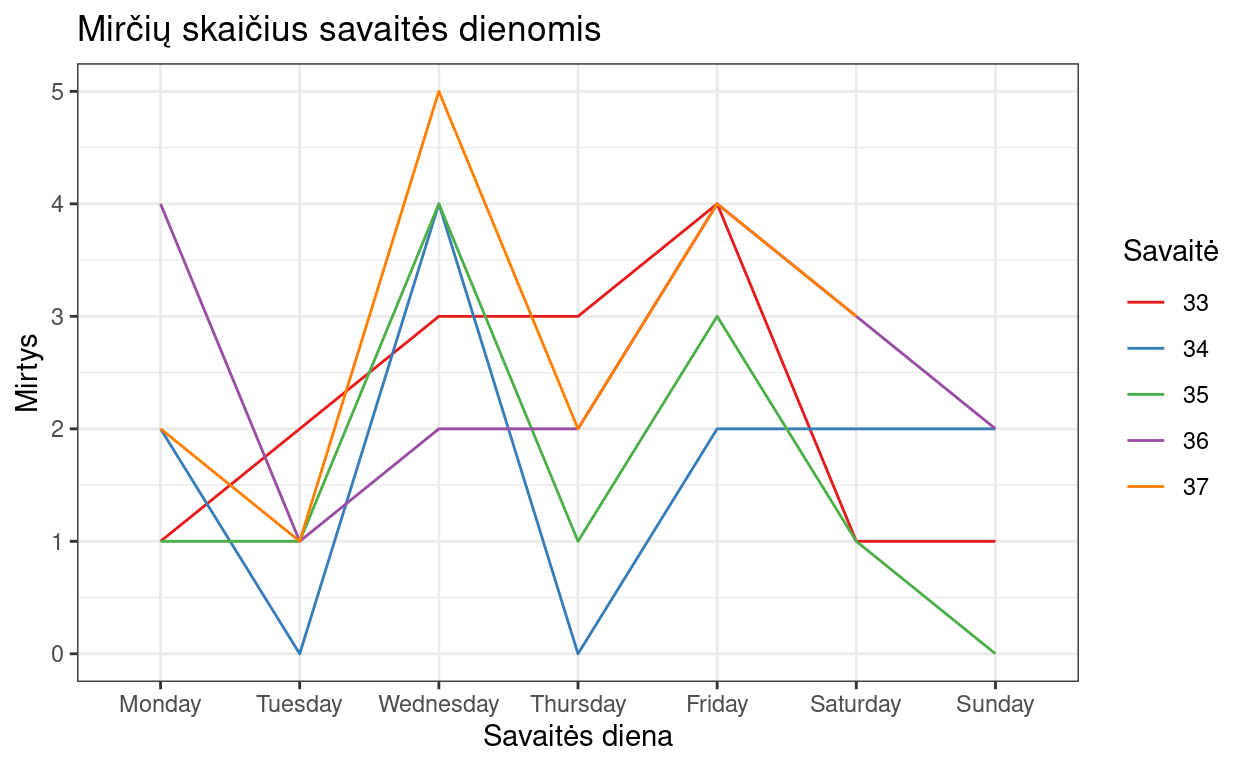 Mirčių skaičius savaitės dienomis
5
4
3
2
1
0
Mirtys
Monday Tuesday Wednesday Thursday Friday Saturday Sunday
Savaitės diena
Savaitė
33
34
35
36
37